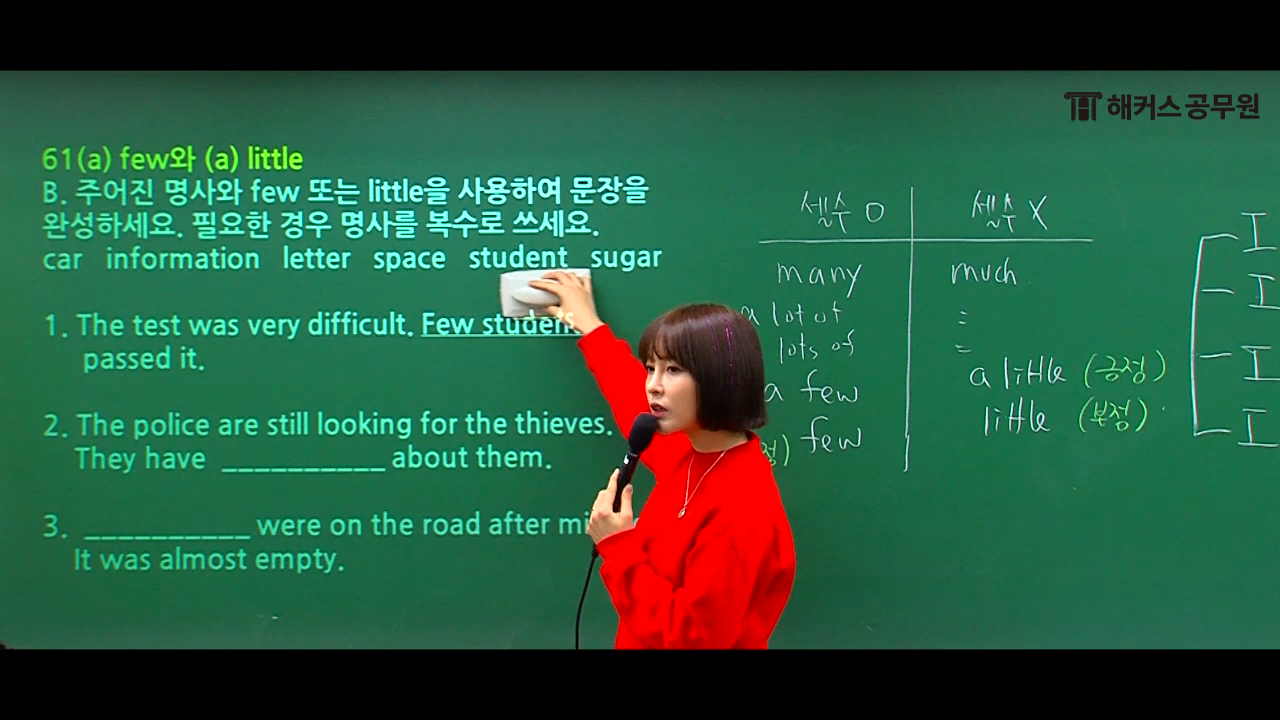 해커스 공무원
61(a) few와 (a) little
B. 주어진 명사와 few 또는 little을 사용하여 문장을
완성하세요. 필요한 경우 명사를 복수로 쓰세요.
car information letter space student sugar
1. The test was very difficult. Few student
passed it.
2. The police are still looking for the thieves.
They have __________ about them.
3. __________ were on the road after mi
It was almost empty.
셀 수 O
many
a lot of
lots of
a few
few
셀 수 X
much
=
=
a little (긍정)
little (부정)